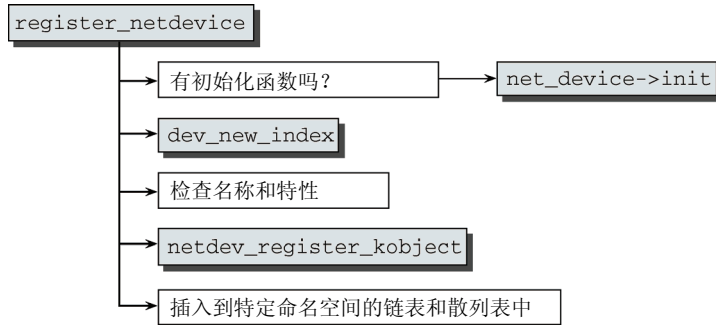 register_netdevice
有初始化函数吗?
net_device->init
dev_new_index
检查名称和特性
netdev_register_kobject
插入到特定命名空间的链表和散列表中